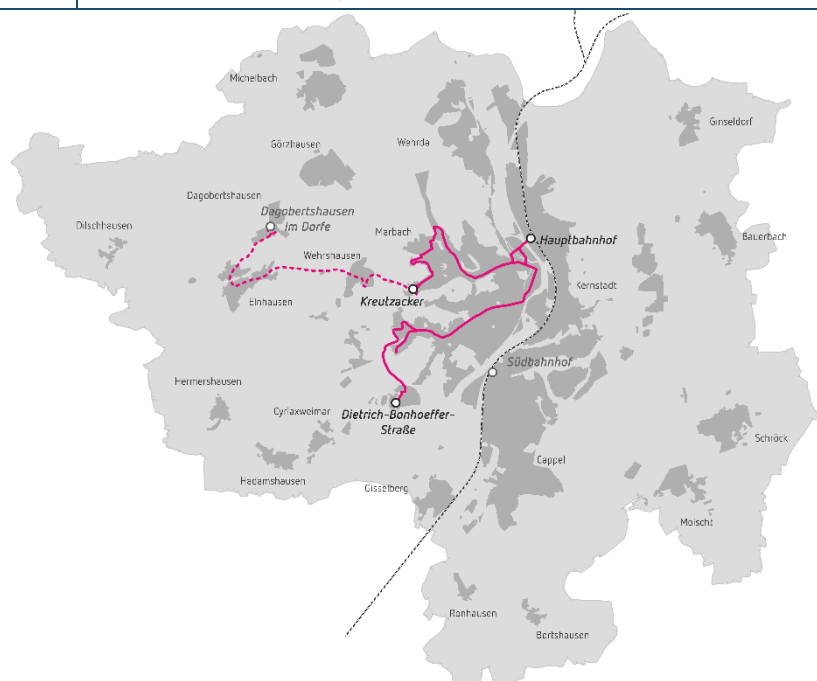 Michelbach
Ginseldorf
Görzhausen
Wehrda
Dagobertshausen
Dagobertshausen
im Dorfe
Dilschhausen
Marbach
Hauptbahnhof
Bauerbach
Wehrshausen
Elnhausen
Kreutzacker
Kernstadt
Südbahnhof
Hermershausen
Cyriaxweimar
Dietrich-Bonhoeffer-
Straße
Schröck
Cappel
Hadamshausen
Gisselberg
Moischt
Ronhausen
Bortshausen